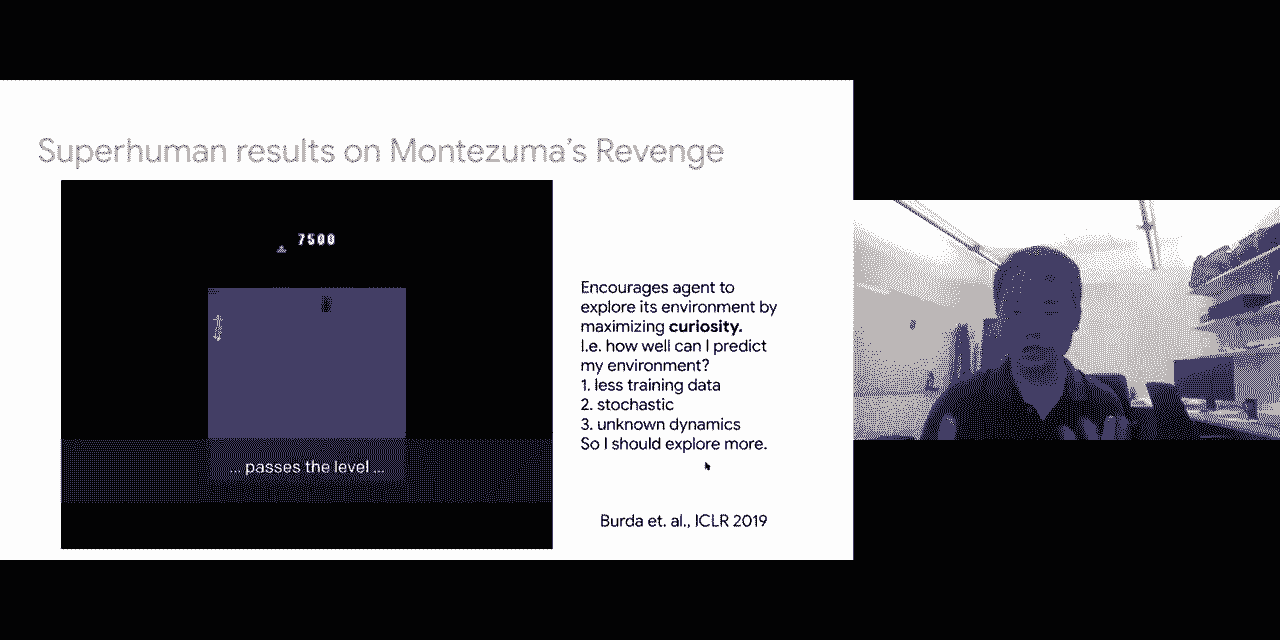 Superhuman results on Montezuma's Revenge
7500
... passes the level ...
Encourages agent to
explore its environment by
maximizing curiosity.
I.e. how well can I predict
my environment?
1. less training data
2. stochastic
3. unknown dynamics
So I should explore more.
Burda et. al., ICLR 2019